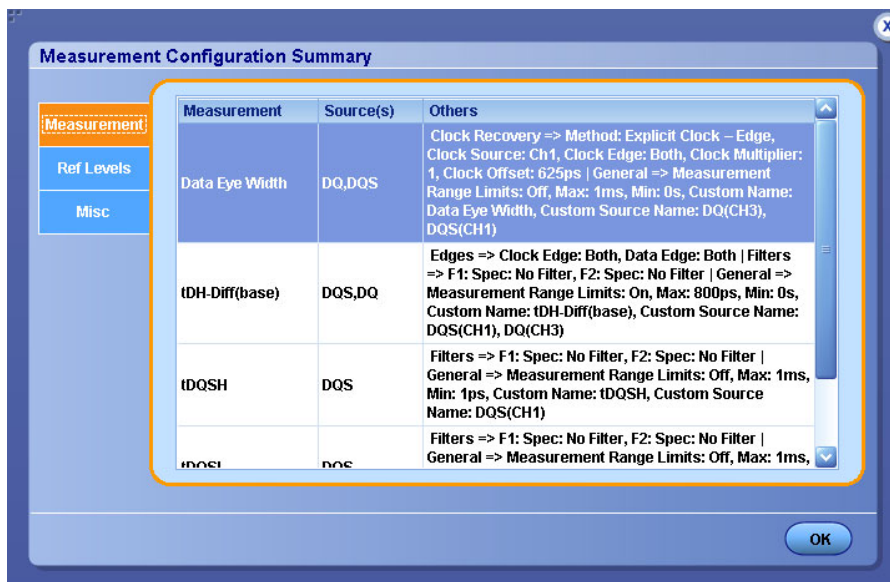 X
Measurement Configuration Summary
Measurement
Ref Levels
Misc
Measurement Source(s) Others
Data Eye Width
DQ,DQS
Clock Recovery => Method: Explicit Clock – Edge,
Clock Source: Ch1, Clock Edge: Both, Clock Multiplier:
1, Clock Offset: 625ps | General => Measurement
Range Limits: Off, Max: 1ms, Min: 0s, Custom Name:
Data Eye Width, Custom Source Name: DQ(CH3),
DQS(CH1)
tDH-Diff(base)
DQS,DQ
Edges => Clock Edge: Both, Data Edge: Both | Filters
=> F1: Spec: No Filter, F2: Spec: No Filter | General =>
Measurement Range Limits: On, Max: 800ps, Min: 0s,
Custom Name: tDH-Diff(base), Custom Source Name:
DQS(CH1), DQ(CH3)
tDQSH
DQS
Filters => F1: Spec: No Filter, F2: Spec: No Filter |
General => Measurement Range Limits: Off, Max: 1ms,
Min: 1ps, Custom Name: tDQSH, Custom Source
Name: DQS(CH1)
tDQSL
DQS
Filters => F1: Spec: No Filter, F2: Spec: No Filter |
General => Measurement Range Limits: Off, Max: 1ms,
OK